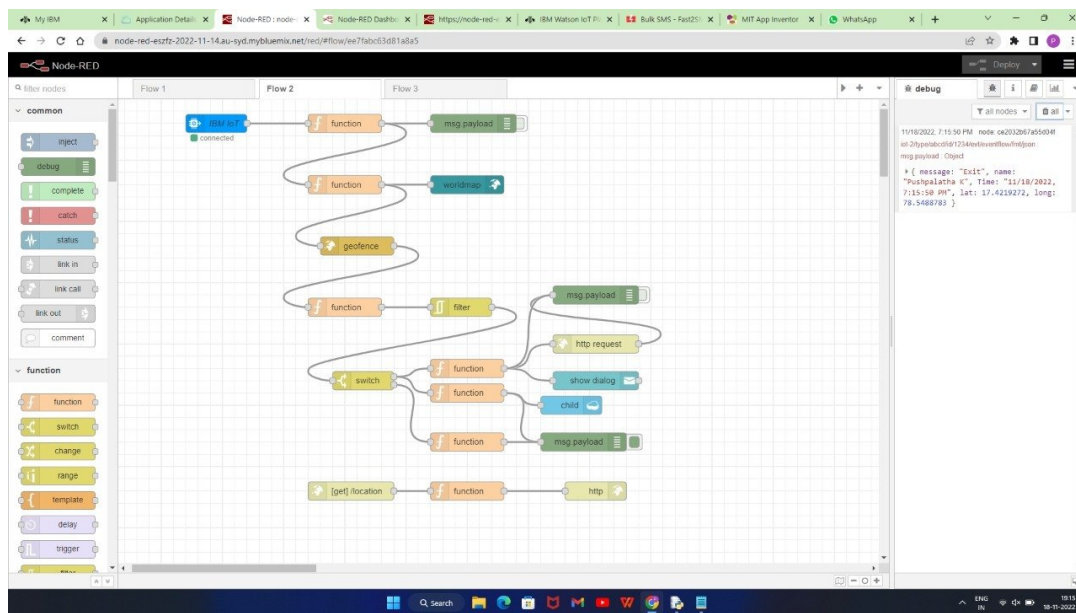 My IBM
Application Details
Node-RED : node-
Node-RED Dashbo
https://node-red-e
IBM Watson IoT Pl
Bulk SMS - Fast2S
MIT App Inventor
WhatsApp
node-red-eszfz-2022-11-14.au-syd.mybluemix.net/red/#flow/ee7fabc63d81a8a5
P
Node-RED
Deploy
filter nodes
Flow 1
Flow 2
Flow 3
debug
common
inject
debug
complete
catch
status
link in
link call
link out
comment
function
function
switch
change
range
template
delay
trigger
IBM IoT
connected
function
msg.payload
function
worldmap
geofence
function
filter
msg.payload
http request
switch
function
show dialog
function
child
function
msg.payload
[get] /location
function
http
all nodes
all
11/18/2022, 7:15:50 PM node: ce2032b67a55d04f
iot-2/type/abcd/id/1234/evt/eventflow/fmt/json
msg.payload : Object
{ message: "Exit", name:
"Pushpalatha K", Time: "11/18/2022,
7:15:50 PM", lat: 17.4219272, long:
78.5488783 }
Search
ENG
IN
19:15
18-11-2022